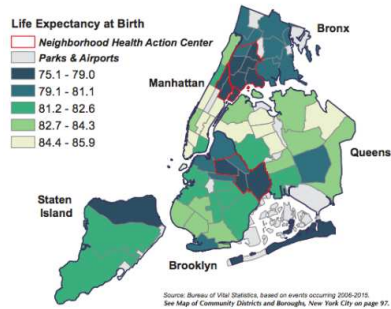 Life Expectancy at Birth
Neighborhood Health Action Center
Parks & Airports
75.1 - 79.0
79.1 - 81.1
81.2 - 82.6
82.7 - 84.3
84.4 - 85.9
Bronx
Manhattan
Queens
Staten
Island
Brooklyn
Source: Bureau of Vital Statistics, based on events occurring 2006-2015.
See Map of Community Districts and Boroughs, New York City on page 97.